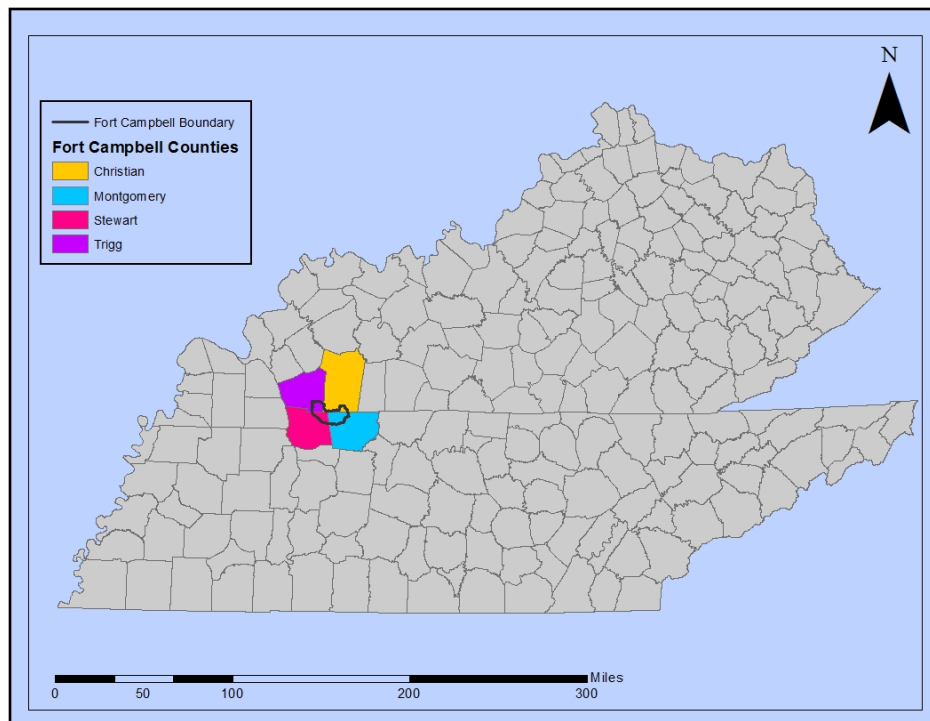 N
Fort Campbell Boundary
Fort Campbell Counties
Christian
Montgomery
Stewart
Trigg
Miles
0 50 100 200 300